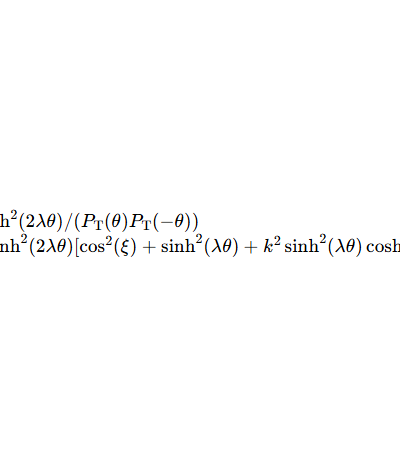 h²(2λθ)/(P_T(θ)P_T(−θ))
nh²(2λθ)[cos²(ξ) + sinh²(λθ) + k² sinh²(λθ) cosh